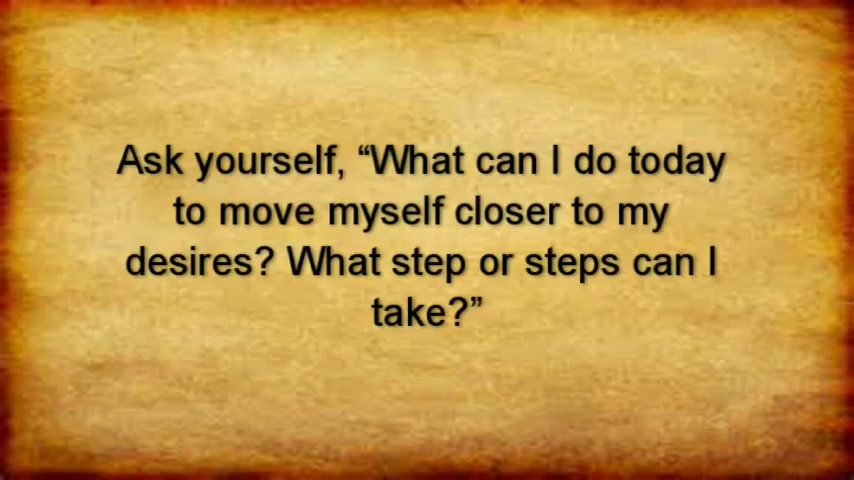 Ask yourself, “What can I do today
to move myself closer to my
desires? What step or steps can I
take?”